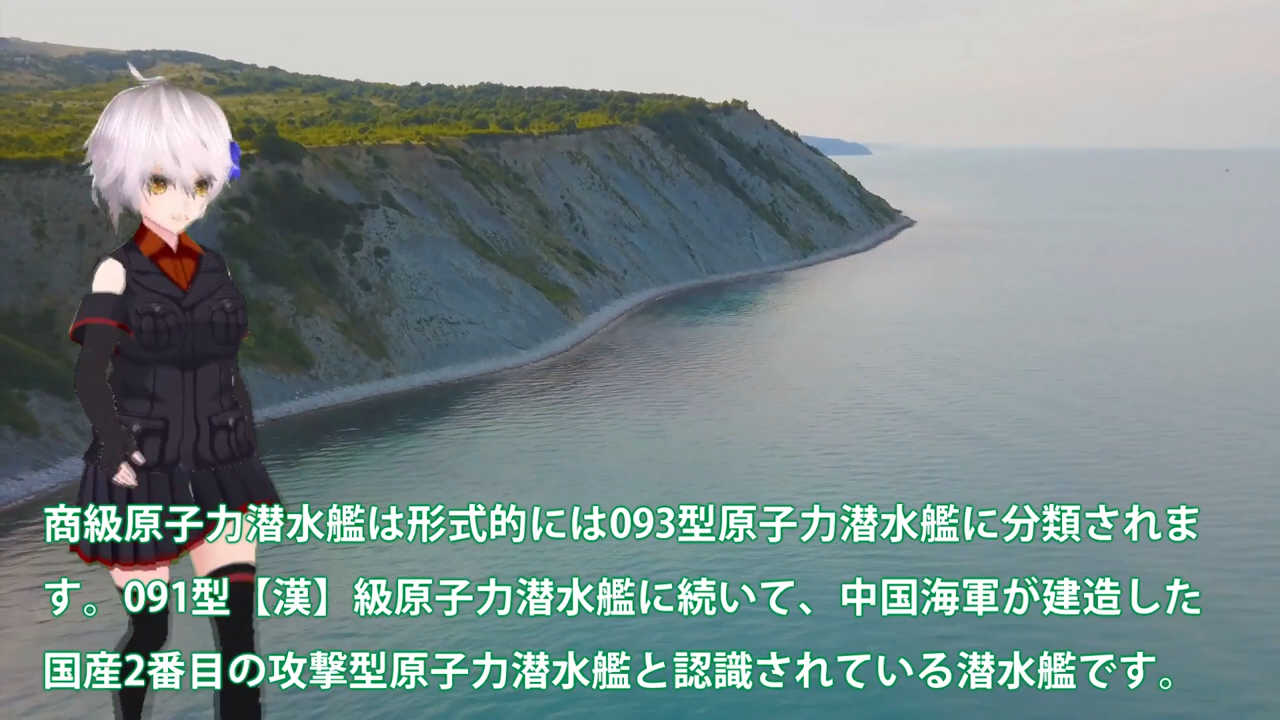 商級原子力潜水艦は形式的には093型原子力潜水艦に分類されま
す。091型【漢】級原子力潜水艦に続いて、中国海軍が建造した
国産2番目の攻撃型原子力潜水艦と認識されている潜水艦です。